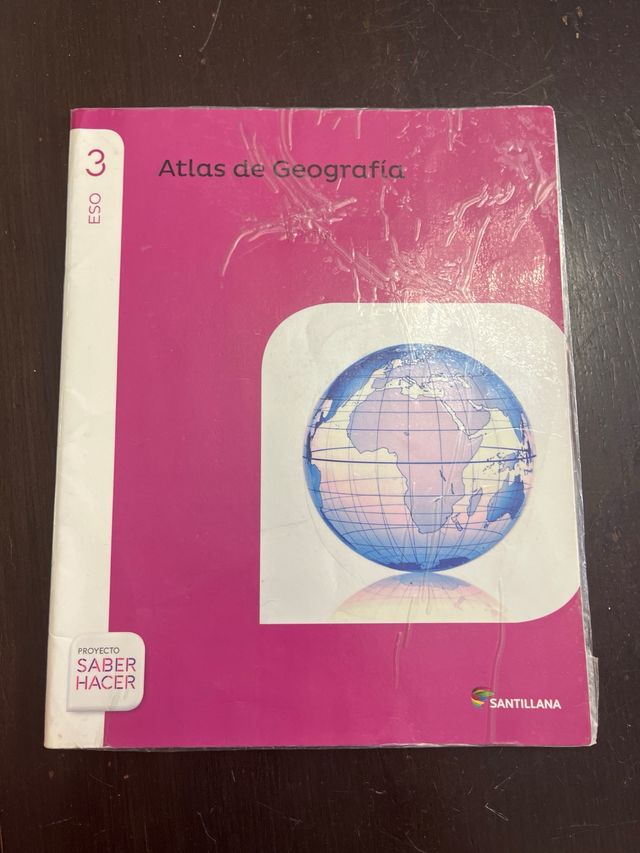 3
ESO
Atlas de Geografía
PROYECTO
SABER
HACER
SANTILLANA